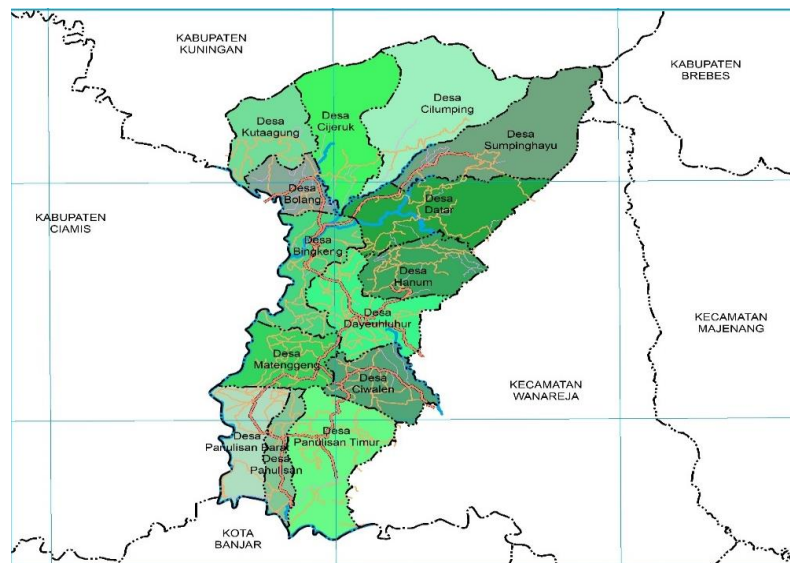 KABUPATEN
KUNINGAN
KABUPATEN
BREBES
Desa
Cilumping
Desa
Cijeruk
Desa
Kutaagung
Desa
Sumpinghayu
Desa
Bolang
Desa
Datar
KABUPATEN
CIAMIS
Desa
Bingkeng
Desa
Hanum
Desa
Dayeuhluhur
KECAMATAN
MAJENANG
Desa
Matenggeng
Desa
Ciwalen
KECAMATAN
WANAREJA
Desa
Panulisan Barat
Desa
Panulisan
Desa
Panulisan Timur
KOTA
BANJAR